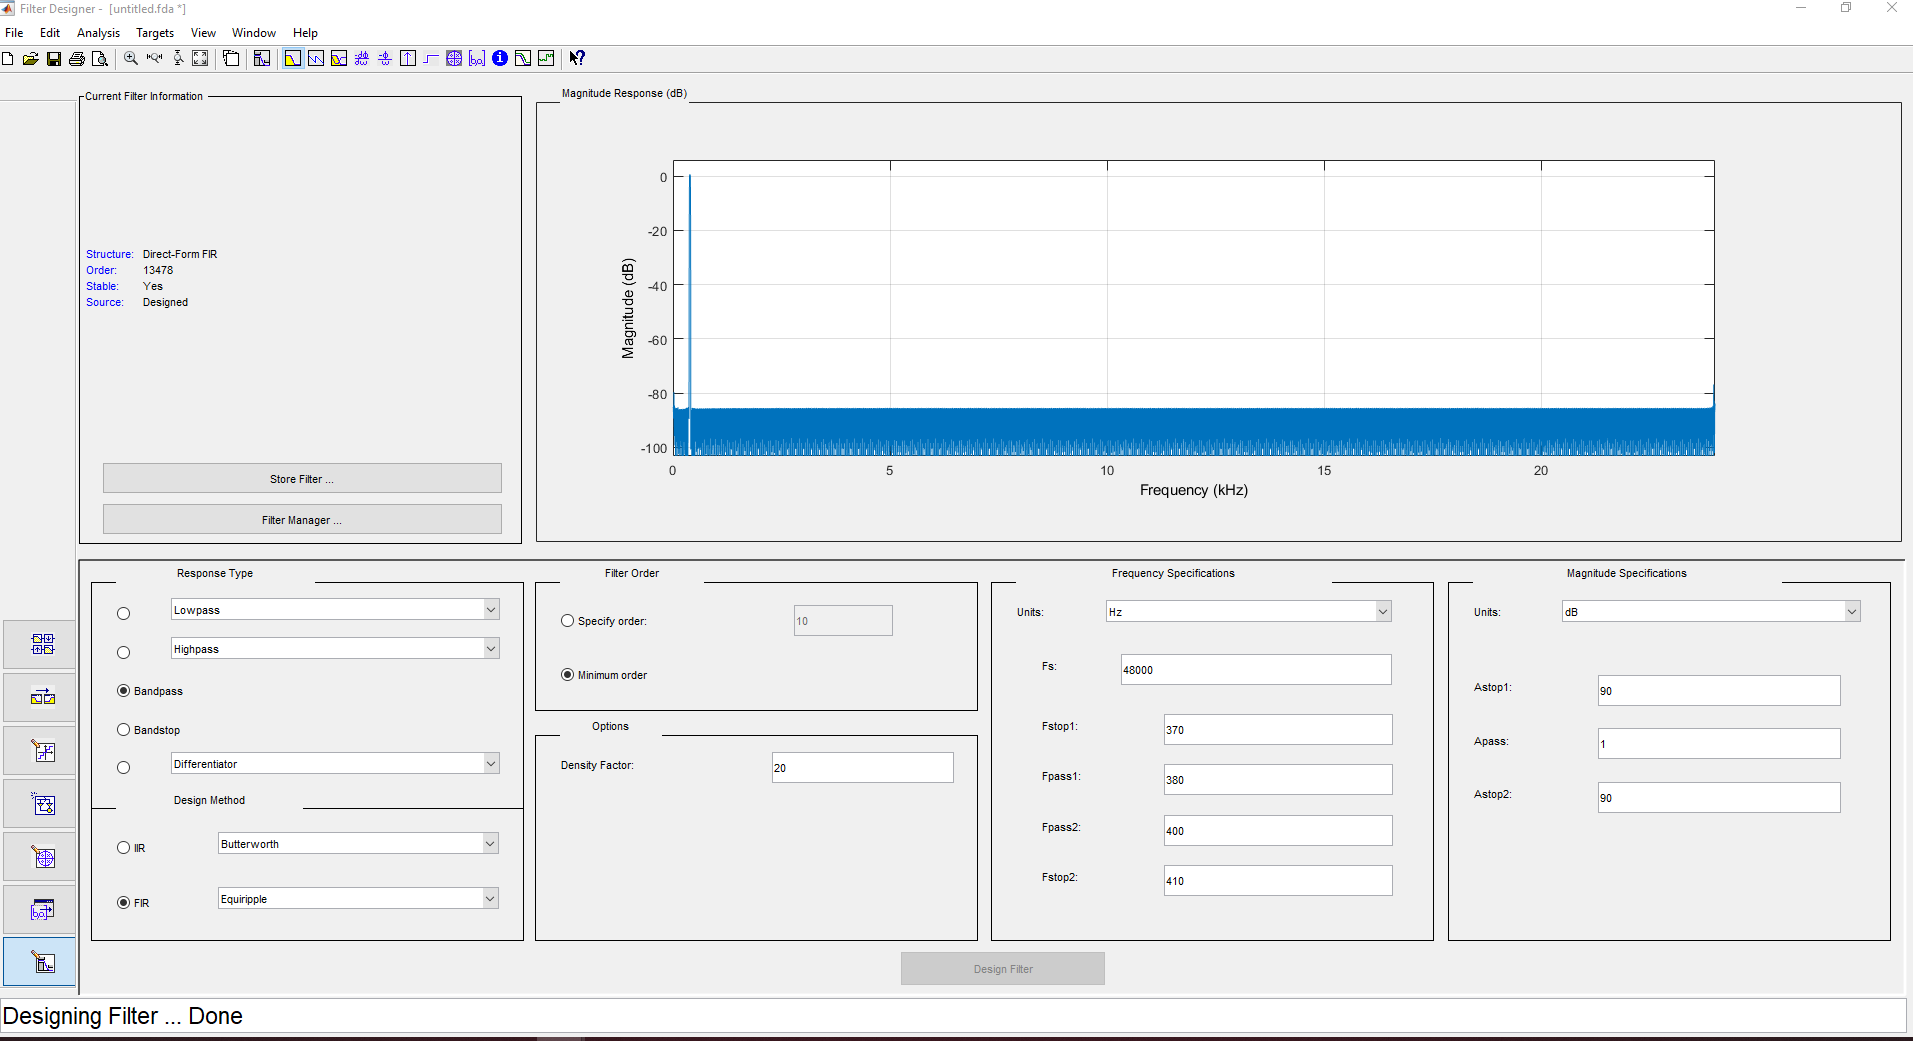 Filter Designer - [untitled.fda *]
File Edit Analysis Targets View Window Help
Current Filter Information
Structure: Direct-Form FIR
Order: 13478
Stable: Yes
Source: Designed
Store Filter ...
Filter Manager ...
Magnitude Response (dB)
0
-20
-40
-60
-80
-100
Magnitude (dB)
0 5 10 15 20
Frequency (kHz)
Response Type
Lowpass
Highpass
Bandpass
Bandstop
Differentiator
Design Method
IIR Butterworth
FIR Equiripple
Filter Order
Specify order: 10
Minimum order
Options
Density Factor: 20
Frequency Specifications
Units: Hz
Fs: 48000
Fstop1: 370
Fpass1: 380
Fpass2: 400
Fstop2: 410
Magnitude Specifications
Units: dB
Astop1: 90
Apass: 1
Astop2: 90
Design Filter
Designing Filter ... Done